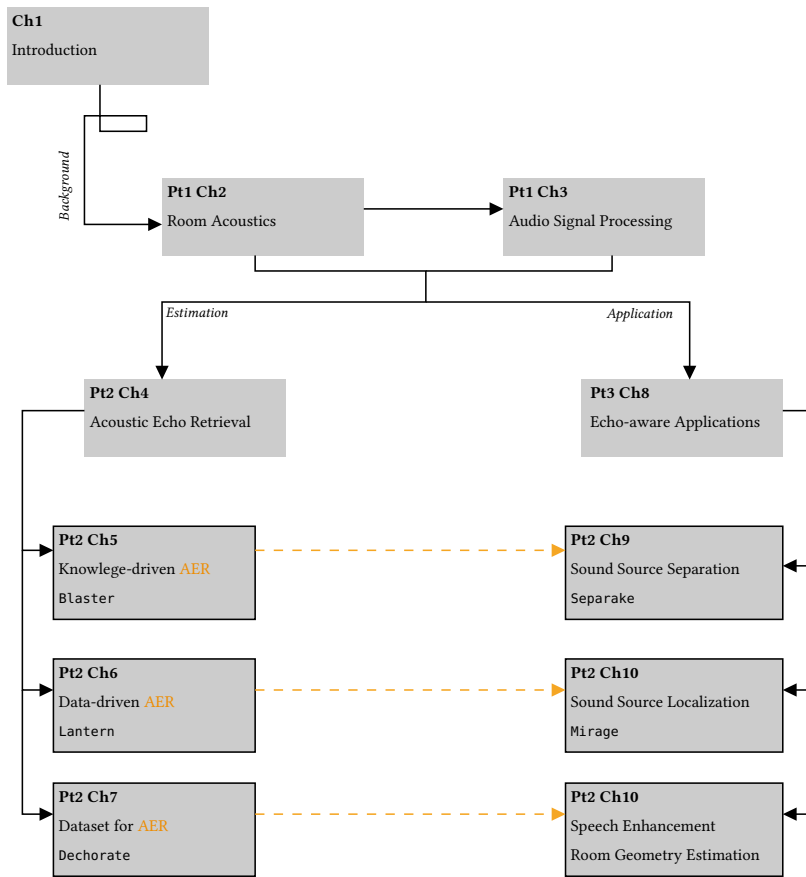 Ch1
Introduction
Background
Pt1 Ch2
Room Acoustics
Pt1 Ch3
Audio Signal Processing
Estimation
Application
Pt2 Ch4
Acoustic Echo Retrieval
Pt3 Ch8
Echo-aware Applications
Pt2 Ch5
Knowlege-driven AER
Blaster
Pt2 Ch9
Sound Source Separation
Separake
Pt2 Ch6
Data-driven AER
Lantern
Pt2 Ch10
Sound Source Localization
Mirage
Pt2 Ch7
Dataset for AER
Dechorate
Pt2 Ch10
Speech Enhancement
Room Geometry Estimation